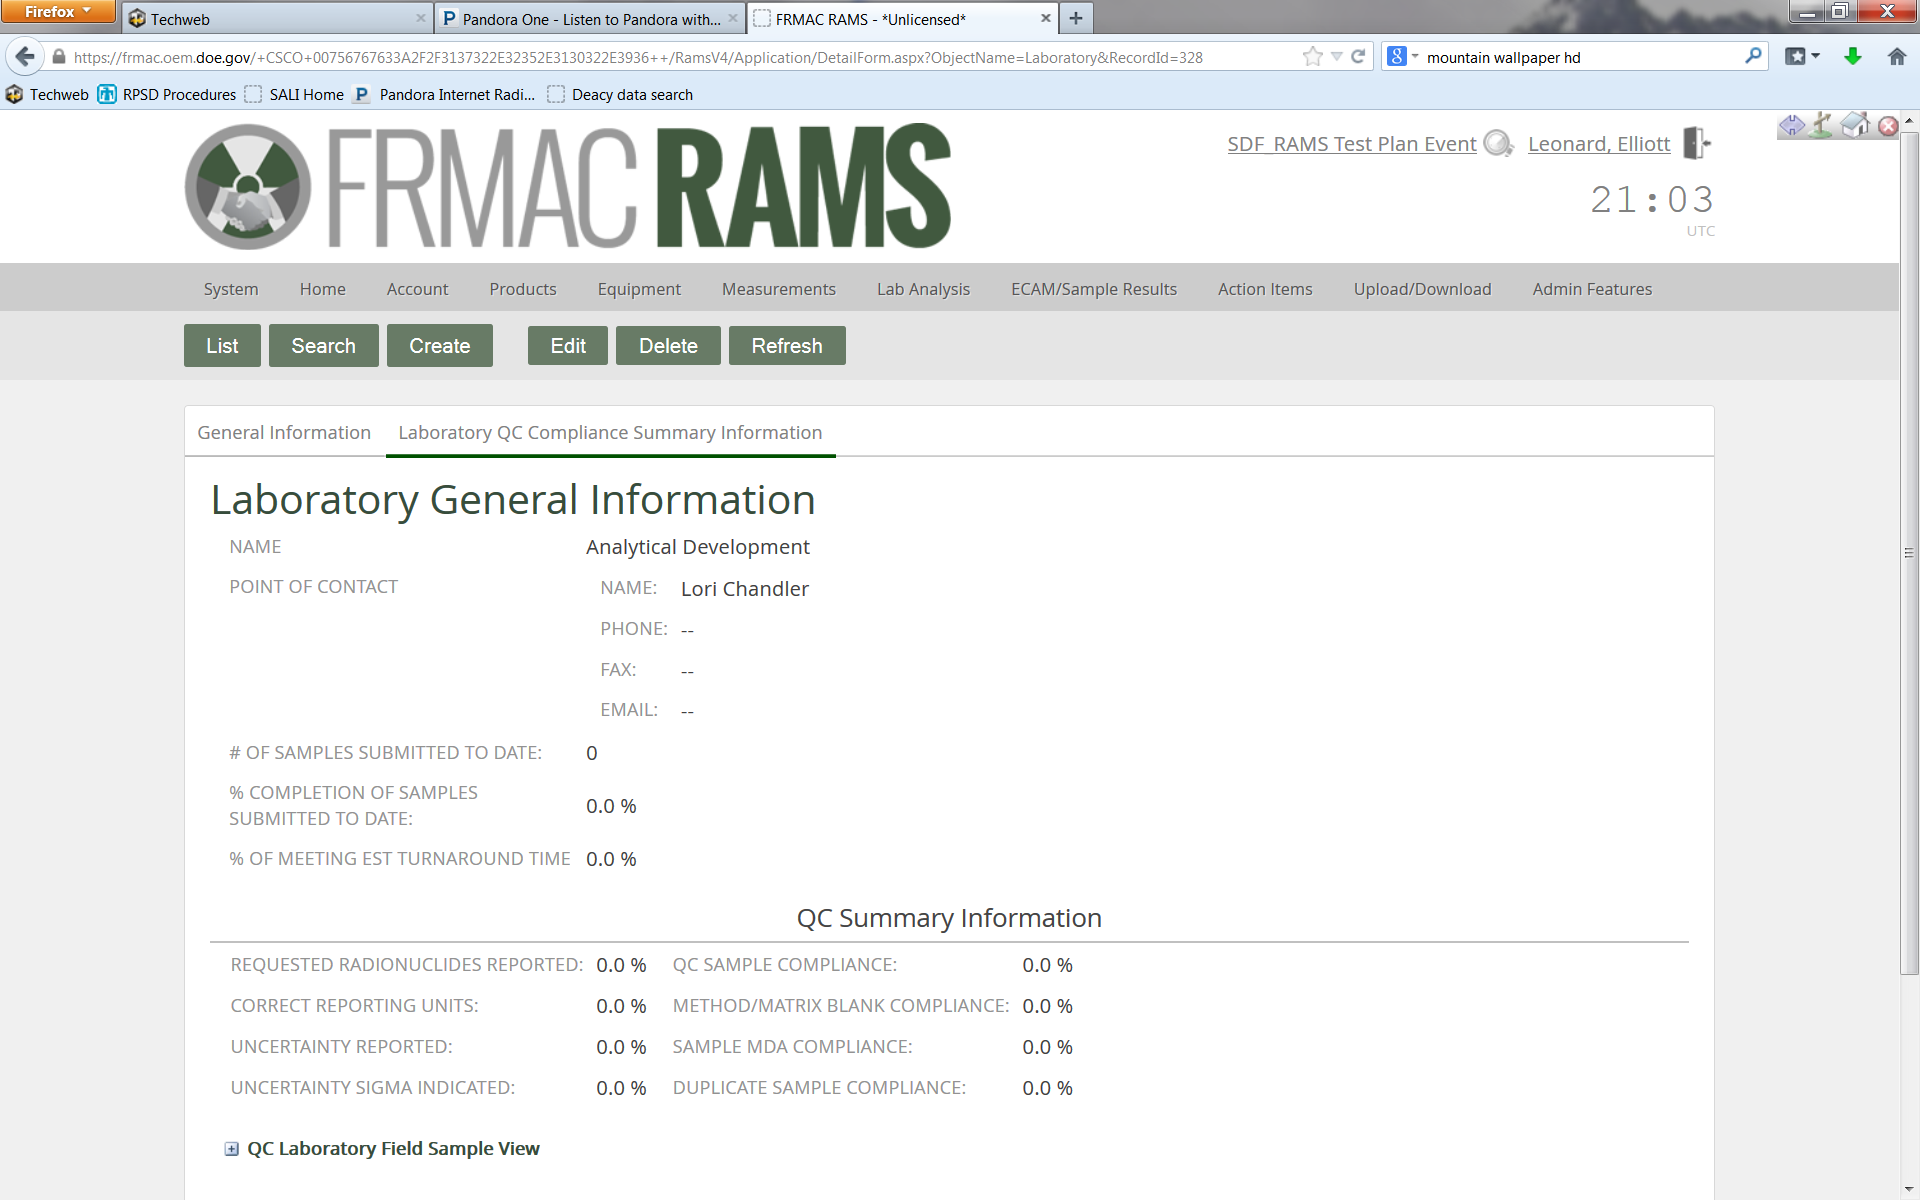 Firefox
Techweb
Pandora One - Listen to Pandora with...
FRMAC RAMS - *Unlicensed*
https://frmac.oem.doe.gov/+CSCO+00756767633A2F2F3137322E32352E3130322E3936++/RamsV4/Application/DetailForm.aspx?ObjectName=Laboratory&RecordId=328
mountain wallpaper hd
Techweb
RPSD Procedures
SALI Home
Pandora Internet Radi...
Deacy data search
FRMAC RAMS
SDF_RAMS Test Plan Event
Leonard, Elliott
21:03
UTC
System
Home
Account
Products
Equipment
Measurements
Lab Analysis
ECAM/Sample Results
Action Items
Upload/Download
Admin Features
List
Search
Create
Edit
Delete
Refresh
General Information
Laboratory QC Compliance Summary Information
Laboratory General Information
NAME Analytical Development
POINT OF CONTACT NAME: Lori Chandler
PHONE: --
FAX: --
EMAIL: --
# OF SAMPLES SUBMITTED TO DATE: 0
% COMPLETION OF SAMPLES
SUBMITTED TO DATE: 0.0 %
% OF MEETING EST TURNAROUND TIME 0.0 %
QC Summary Information
REQUESTED RADIONUCLIDES REPORTED: 0.0 % QC SAMPLE COMPLIANCE: 0.0 %
CORRECT REPORTING UNITS: 0.0 % METHOD/MATRIX BLANK COMPLIANCE: 0.0 %
UNCERTAINTY REPORTED: 0.0 % SAMPLE MDA COMPLIANCE: 0.0 %
UNCERTAINTY SIGMA INDICATED: 0.0 % DUPLICATE SAMPLE COMPLIANCE: 0.0 %
QC Laboratory Field Sample View